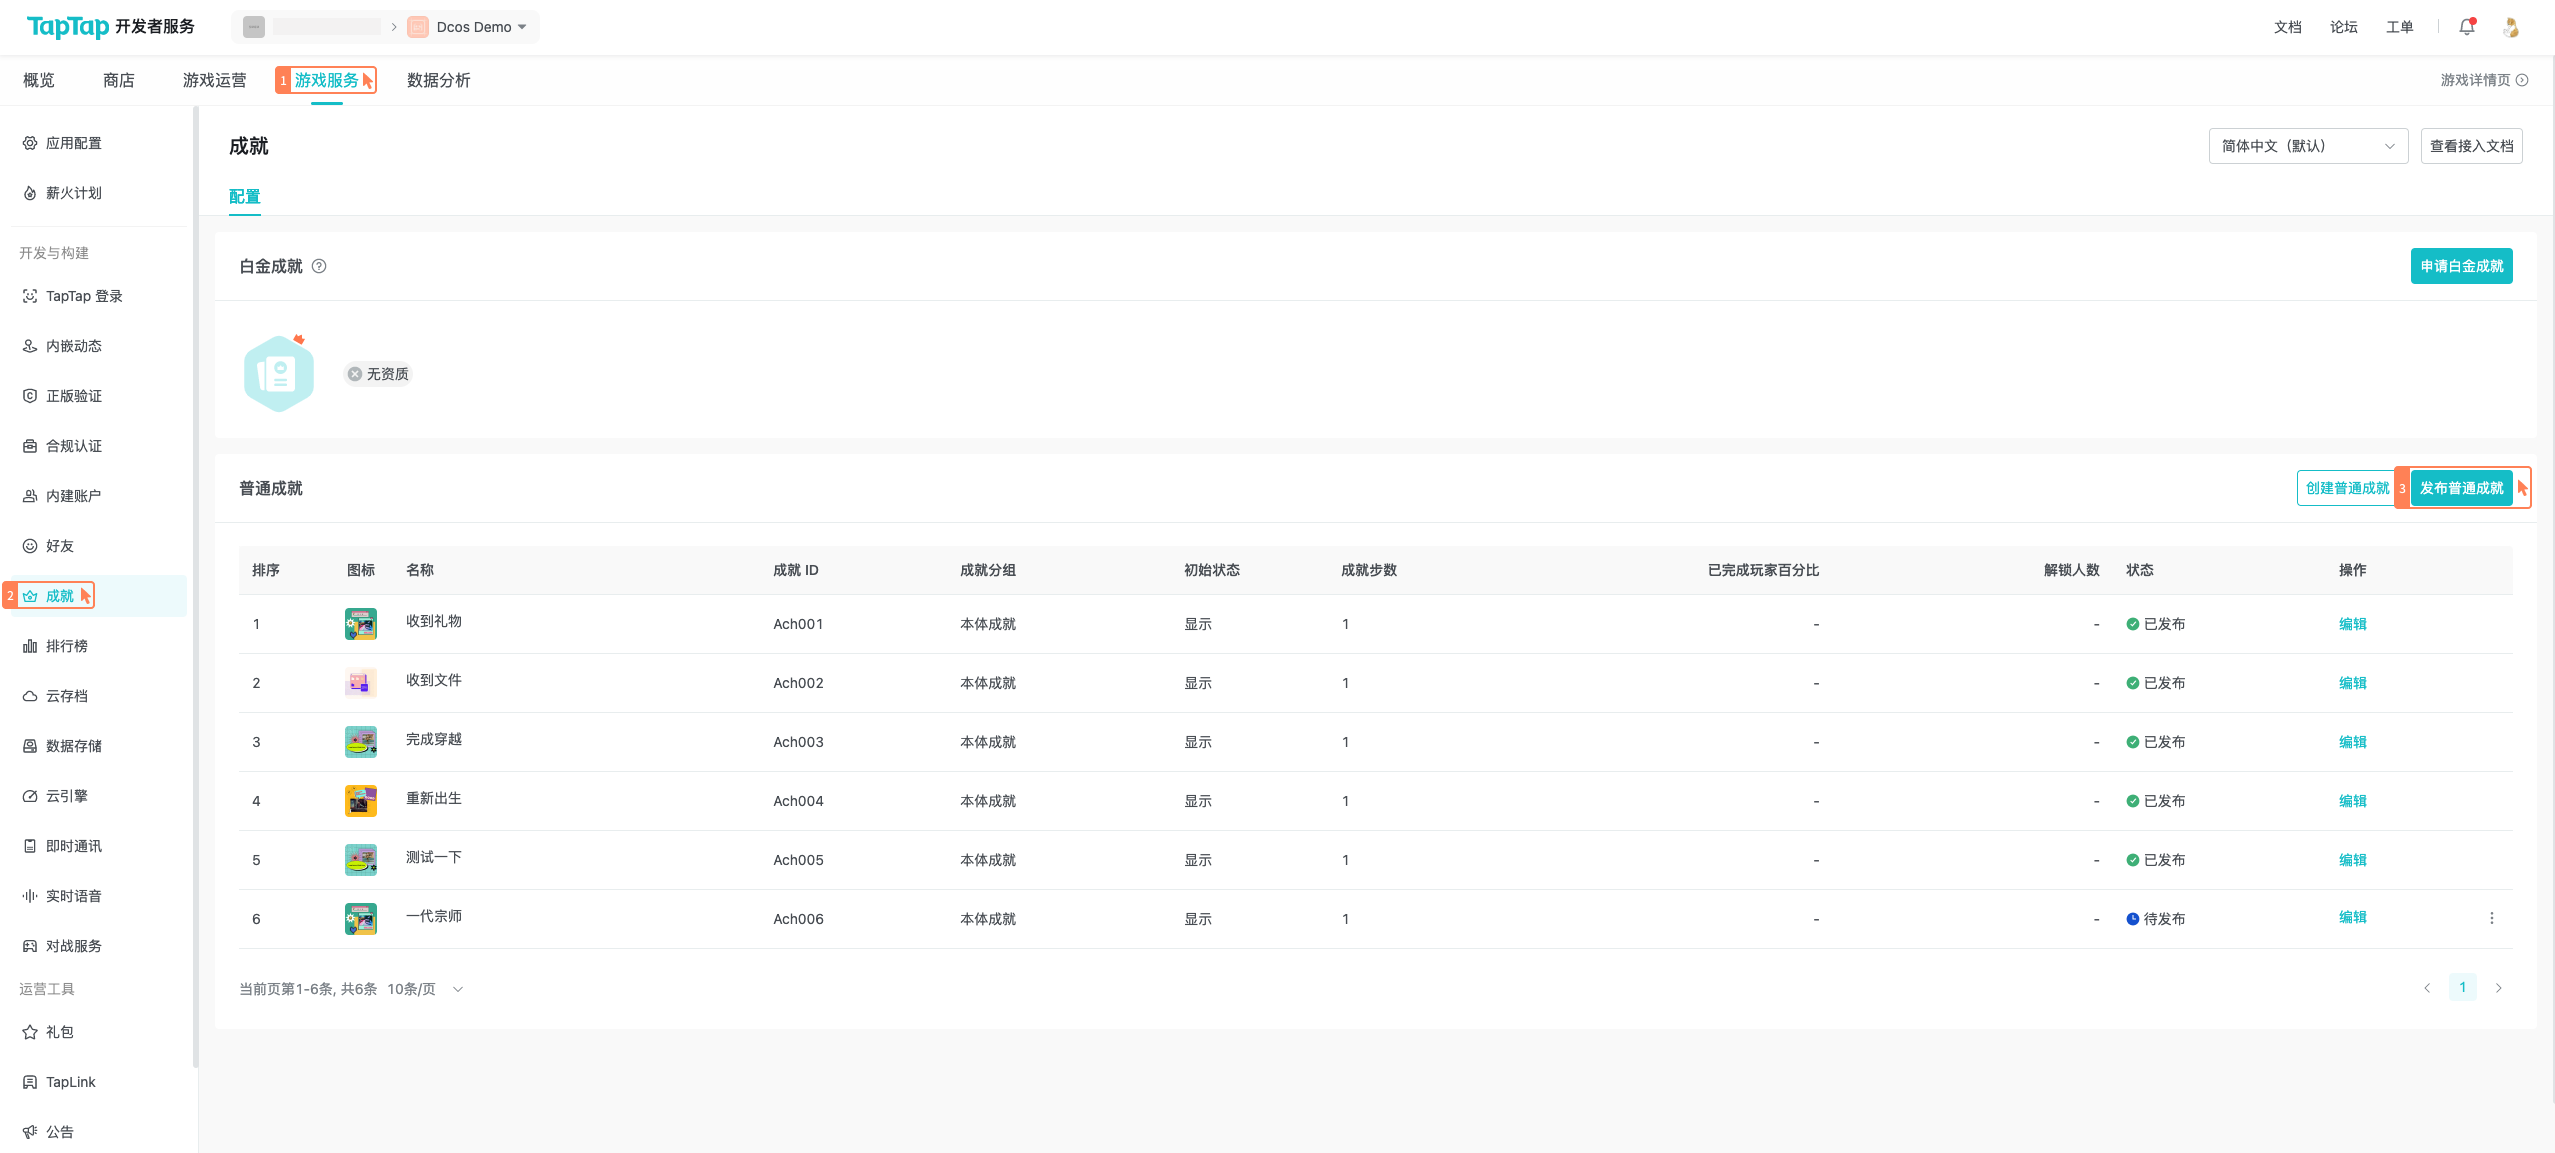 TapTap 开发者服务
Dcos Demo
文档 论坛 工单
概览 商店 游戏运营 1 游戏服务 数据分析 游戏详情页
应用配置
薪火计划
开发与构建
TapTap 登录
内嵌动态
正版验证
合规认证
内建账户
好友
2 成就
排行榜
云存档
数据存储
云引擎
即时通讯
实时语音
对战服务
运营工具
礼包
TapLink
公告
成就 简体中文（默认） 查看接入文档
配置
白金成就 申请白金成就
无资质
普通成就 创建普通成就 3 发布普通成就
排序 图标 名称 成就 ID 成就分组 初始状态 成就步数 已完成玩家百分比 解锁人数 状态 操作
1 收到礼物 Ach001 本体成就 显示 1 - - 已发布 编辑
2 收到文件 Ach002 本体成就 显示 1 - - 已发布 编辑
3 完成穿越 Ach003 本体成就 显示 1 - - 已发布 编辑
4 重新出生 Ach004 本体成就 显示 1 - - 已发布 编辑
5 测试一下 Ach005 本体成就 显示 1 - - 已发布 编辑
6 一代宗师 Ach006 本体成就 显示 1 - - 待发布 编辑
当前页第1-6条, 共6条 10条/页 1